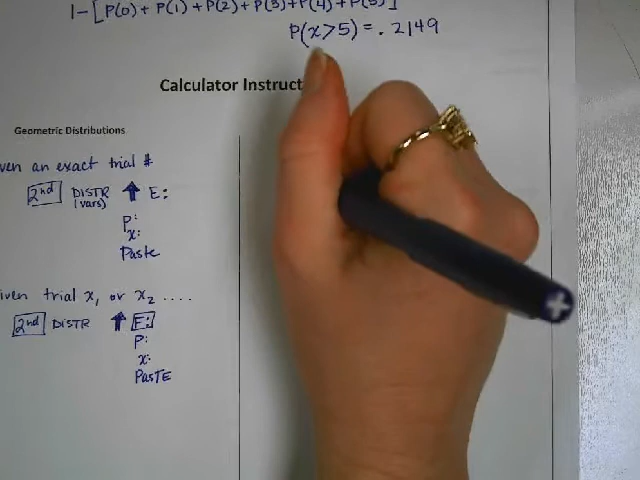 1-[P(0)+ P(1) +P(2)+ P(3)+P(4)+P(5)]
P(x>5) = .2149
Calculator Instruct
Geometric Distributions
ven an exact trial #
2nd DISTR ↑ E:
(vars)
P:
x:
Paste
iven trial x₁ or x₂ ....
2nd DISTR ↑ F:
P:
x:
PasTE